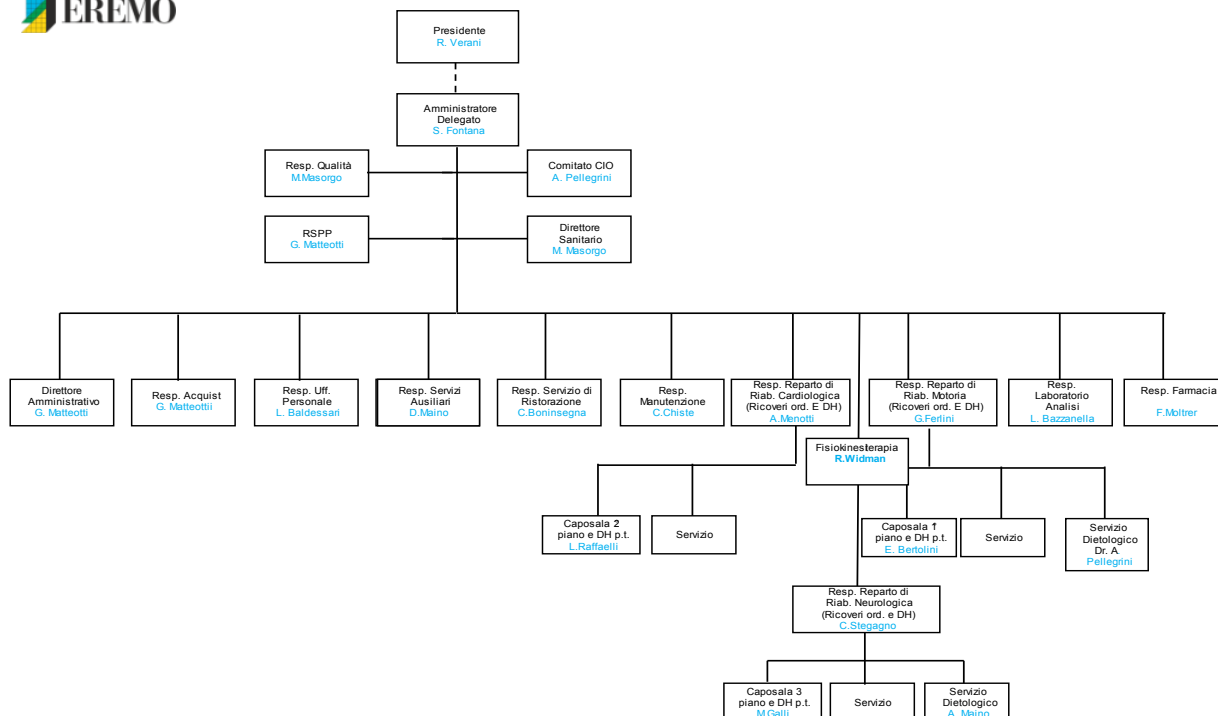 EREMO
Presidente
R. Verani
Amministratore
Delegato
S. Fontana
Resp. Qualità
M.Masorgo
Comitato CIO
A. Pellegrini
RSPP
G. Matteotti
Direttore
Sanitario
M. Masorgo
Direttore
Amministrativo
G. Matteotti
Resp. Acquist
G. Matteottii
Resp. Uff.
Personale
L. Baldessari
Resp. Servizi
Ausiliari
D.Maino
Resp. Servizio di
Ristorazione
C.Boninsegna
Resp.
Manutenzione
C.Chiste
Resp. Reparto di
Riab. Cardiologica
(Ricoveri ord. E DH)
A.Menotti
Resp. Reparto di
Riab. Motoria
(Ricoveri ord. E DH)
G.Ferlini
Resp.
Laboratorio
Analisi
L. Bazzanella
Resp. Farmacia
F.Moltrer
Fisiokinesterapia
R.Widman
Caposala 2
piano e DH p.t.
L.Raffaelli
Servizio
Caposala 1
piano e DH p.t.
E. Bertolini
Servizio
Servizio
Dietologico
Dr. A.
Pellegrini
Resp. Reparto di
Riab. Neurologica
(Ricoveri ord. e DH)
C.Stegagno
Caposala 3
piano e DH p.t.
M.Galli
Servizio
Servizio
Dietologico
A. Maino